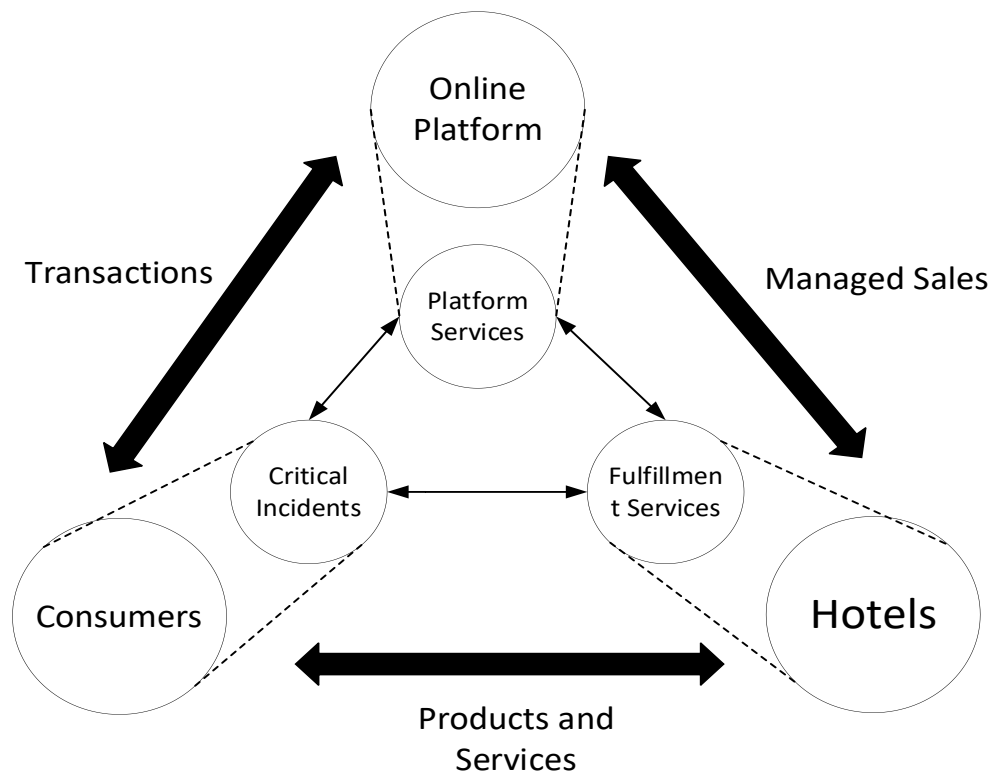 Online
Platform
Transactions
Managed Sales
Platform
Services
Critical
Incidents
Fulfillmen
t Services
Consumers
Hotels
Products and
Services